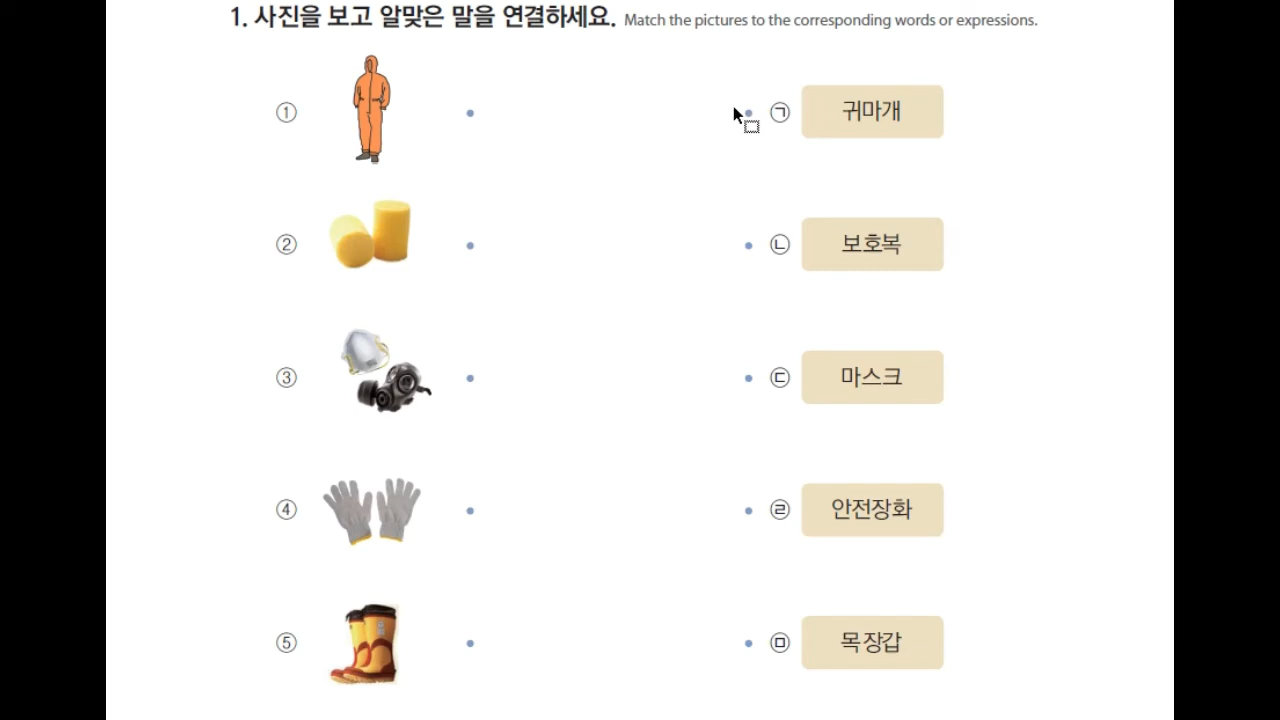 1. 사진을 보고 알맞은 말을 연결하세요. Match the pictures to the corresponding words or expressions.
① ㉠ 귀마개
② ㉡ 보호복
③ ㉢ 마스크
④ ㉣ 안전장화
⑤ ㉤ 목장갑